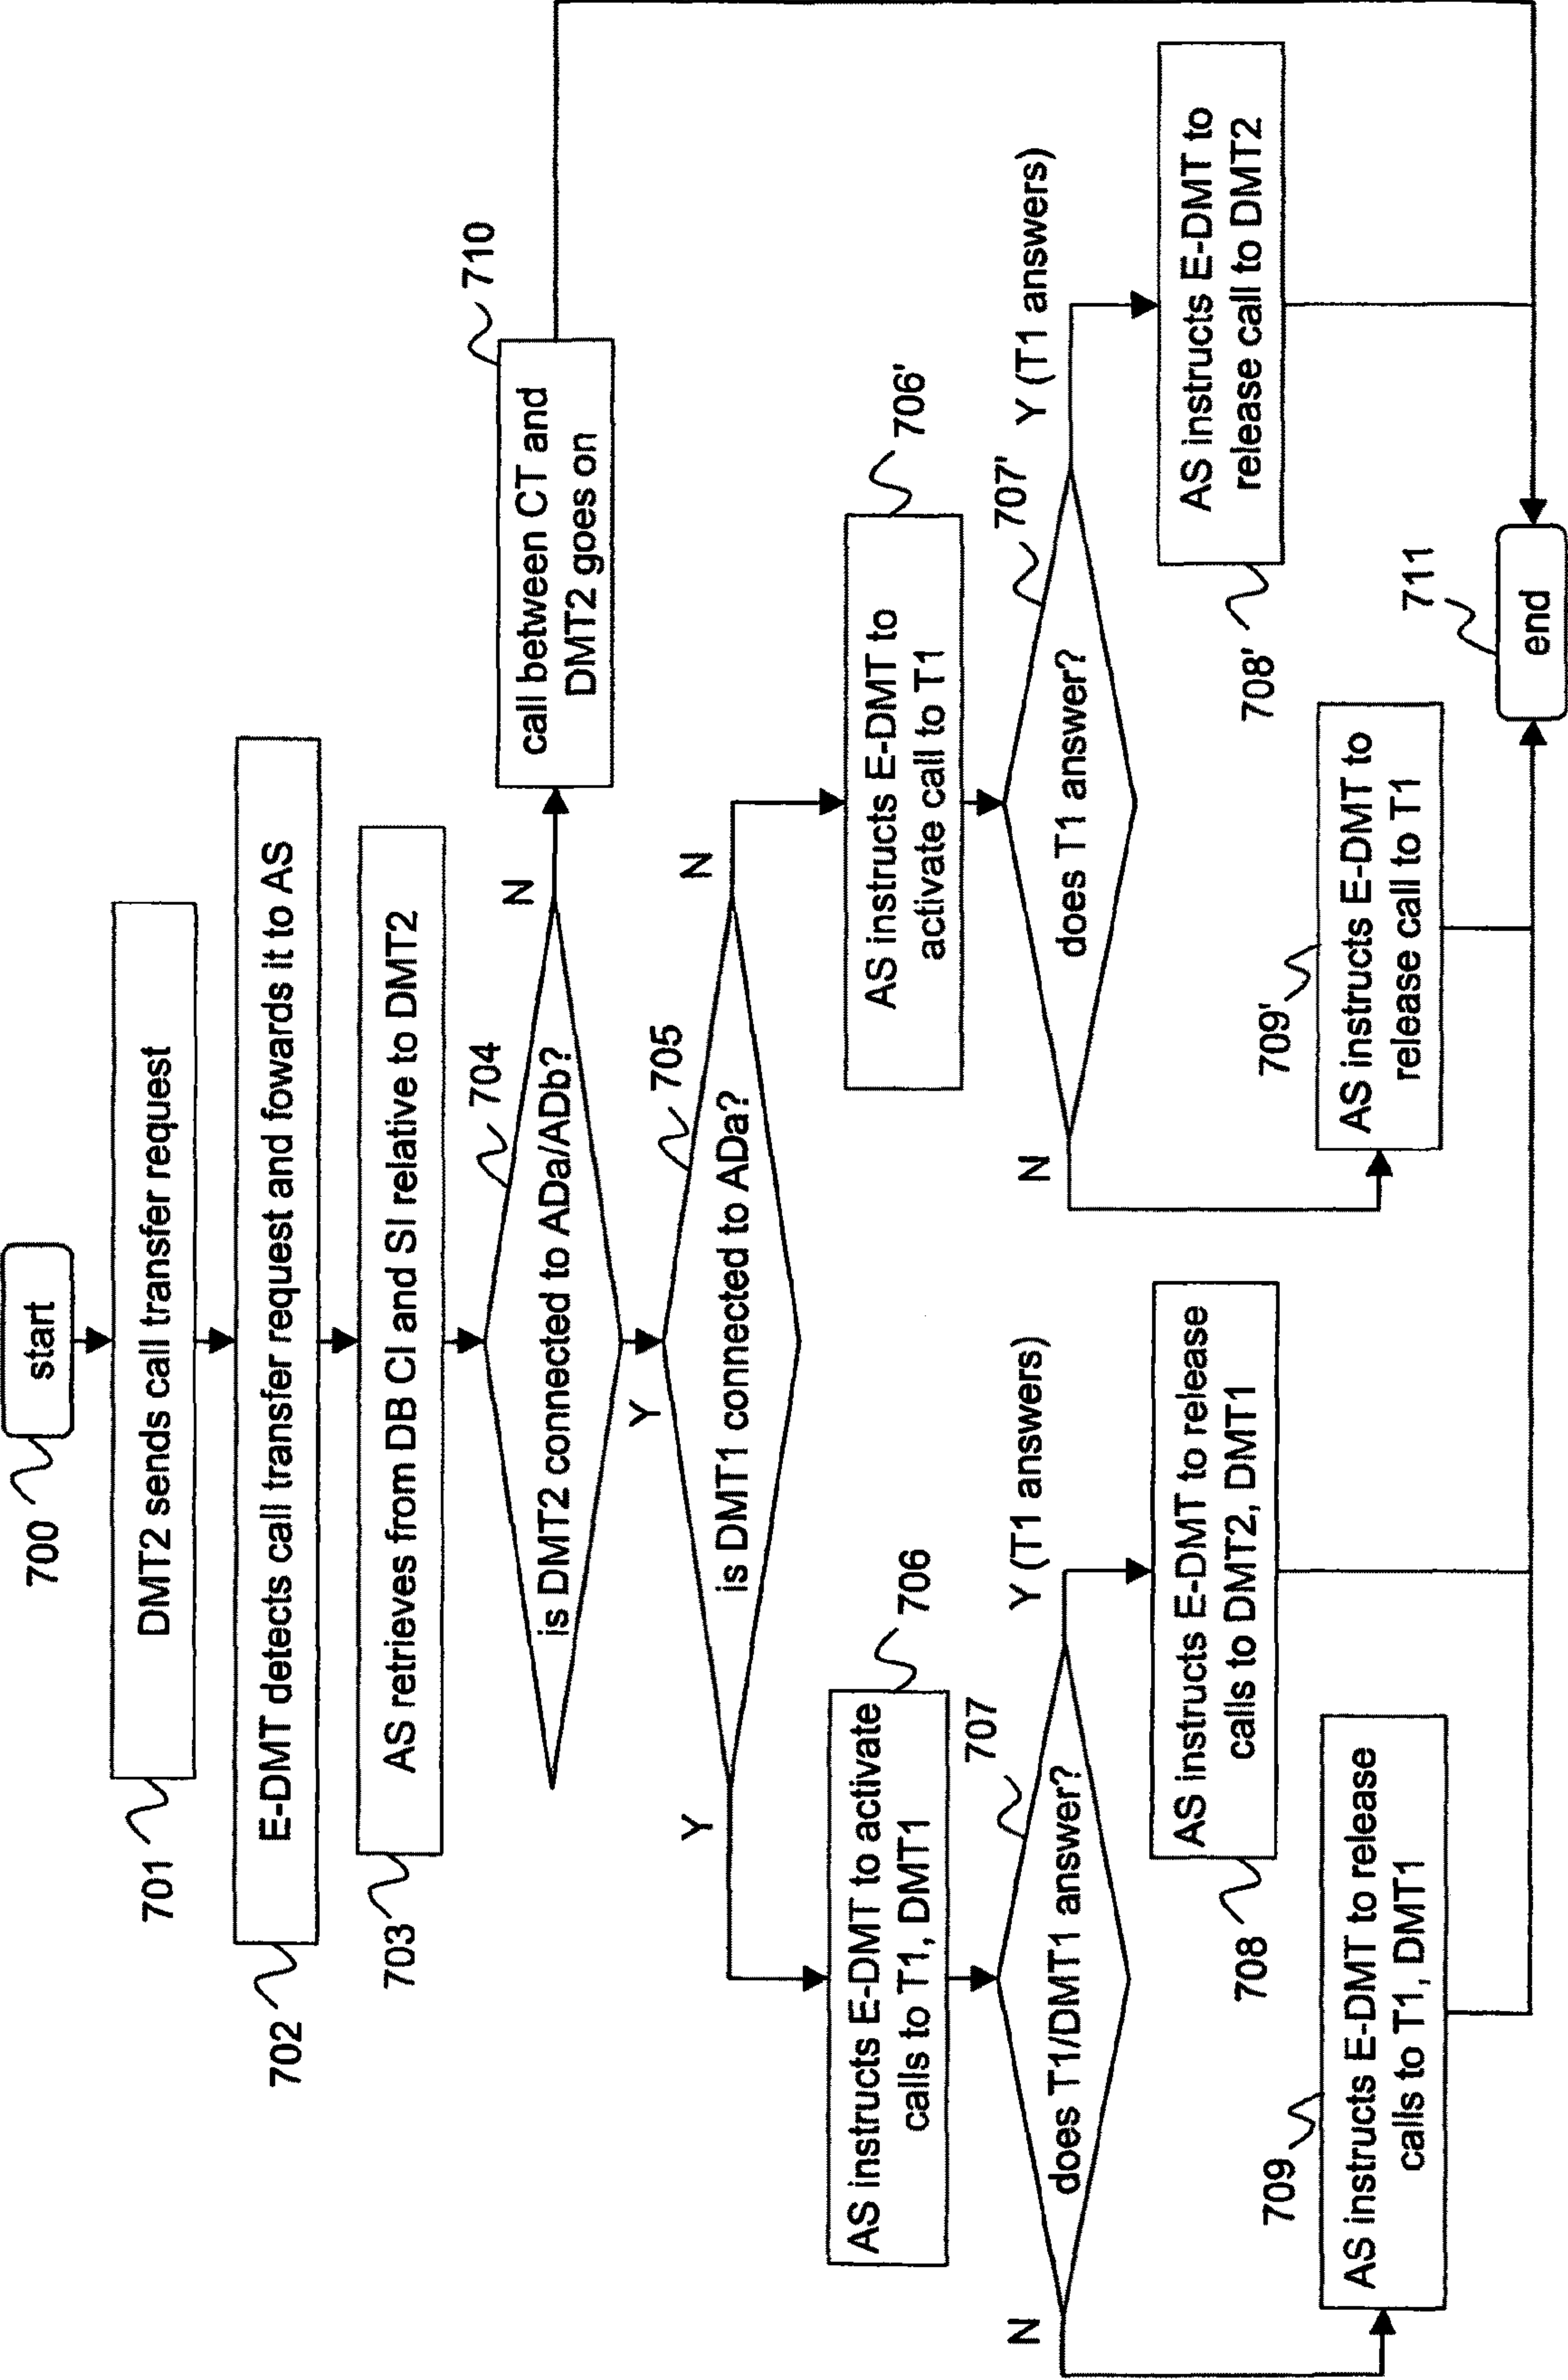 start
700
DMT2 sends call transfer request
701
E-DMT detects call transfer request and fowards it to AS
702
AS retrieves from DB CI and SI relative to DMT2
703
is DMT2 connected to ADa/ADb?
704
N
call between CT and
DMT2 goes on
710
Y
is DMT1 connected to ADa?
705
Y
N
AS instructs E-DMT to activate
calls to T1, DMT1
706
AS instructs E-DMT to
activate call to T1
706'
does T1/DMT1 answer?
707
Y (T1 answers)
N
does T1 answer?
707'
Y (T1 answers)
N
AS instructs E-DMT to release
calls to DMT2, DMT1
708
AS instructs E-DMT to
release call to DMT2
708'
AS instructs E-DMT to release
calls to T1, DMT1
709
AS instructs E-DMT to
release call to T1
709'
end
711